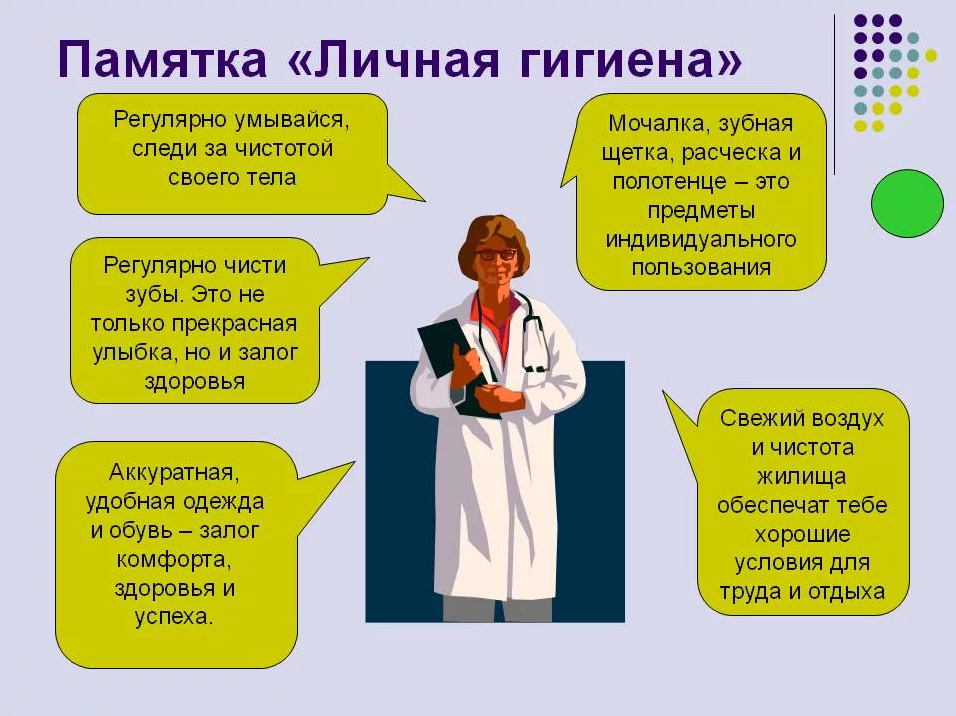 Памятка «Личная гигиена»
Регулярно умывайся,
следи за чистотой
своего тела
Мочалка, зубная
щетка, расческа и
полотенце – это
предметы
индивидуального
пользования
Регулярно чисти
зубы. Это не
только прекрасная
улыбка, но и залог
здоровья
Аккуратная,
удобная одежда
и обувь – залог
комфорта,
здоровья и
успеха.
Свежий воздух
и чистота
жилища
обеспечат тебе
хорошие
условия для
труда и отдыха